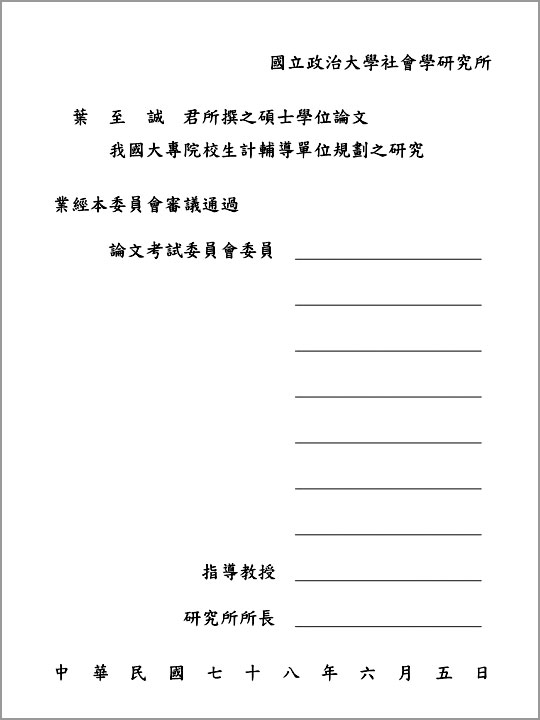 國立政治大學社會學研究所
葉 至 誠 君所撰之碩士學位論文
我國大專院校生計輔導單位規劃之研究
業經本委員會審議通過
論文考試委員會委員
指導教授
研究所所長
中華民國七十八年六月五日